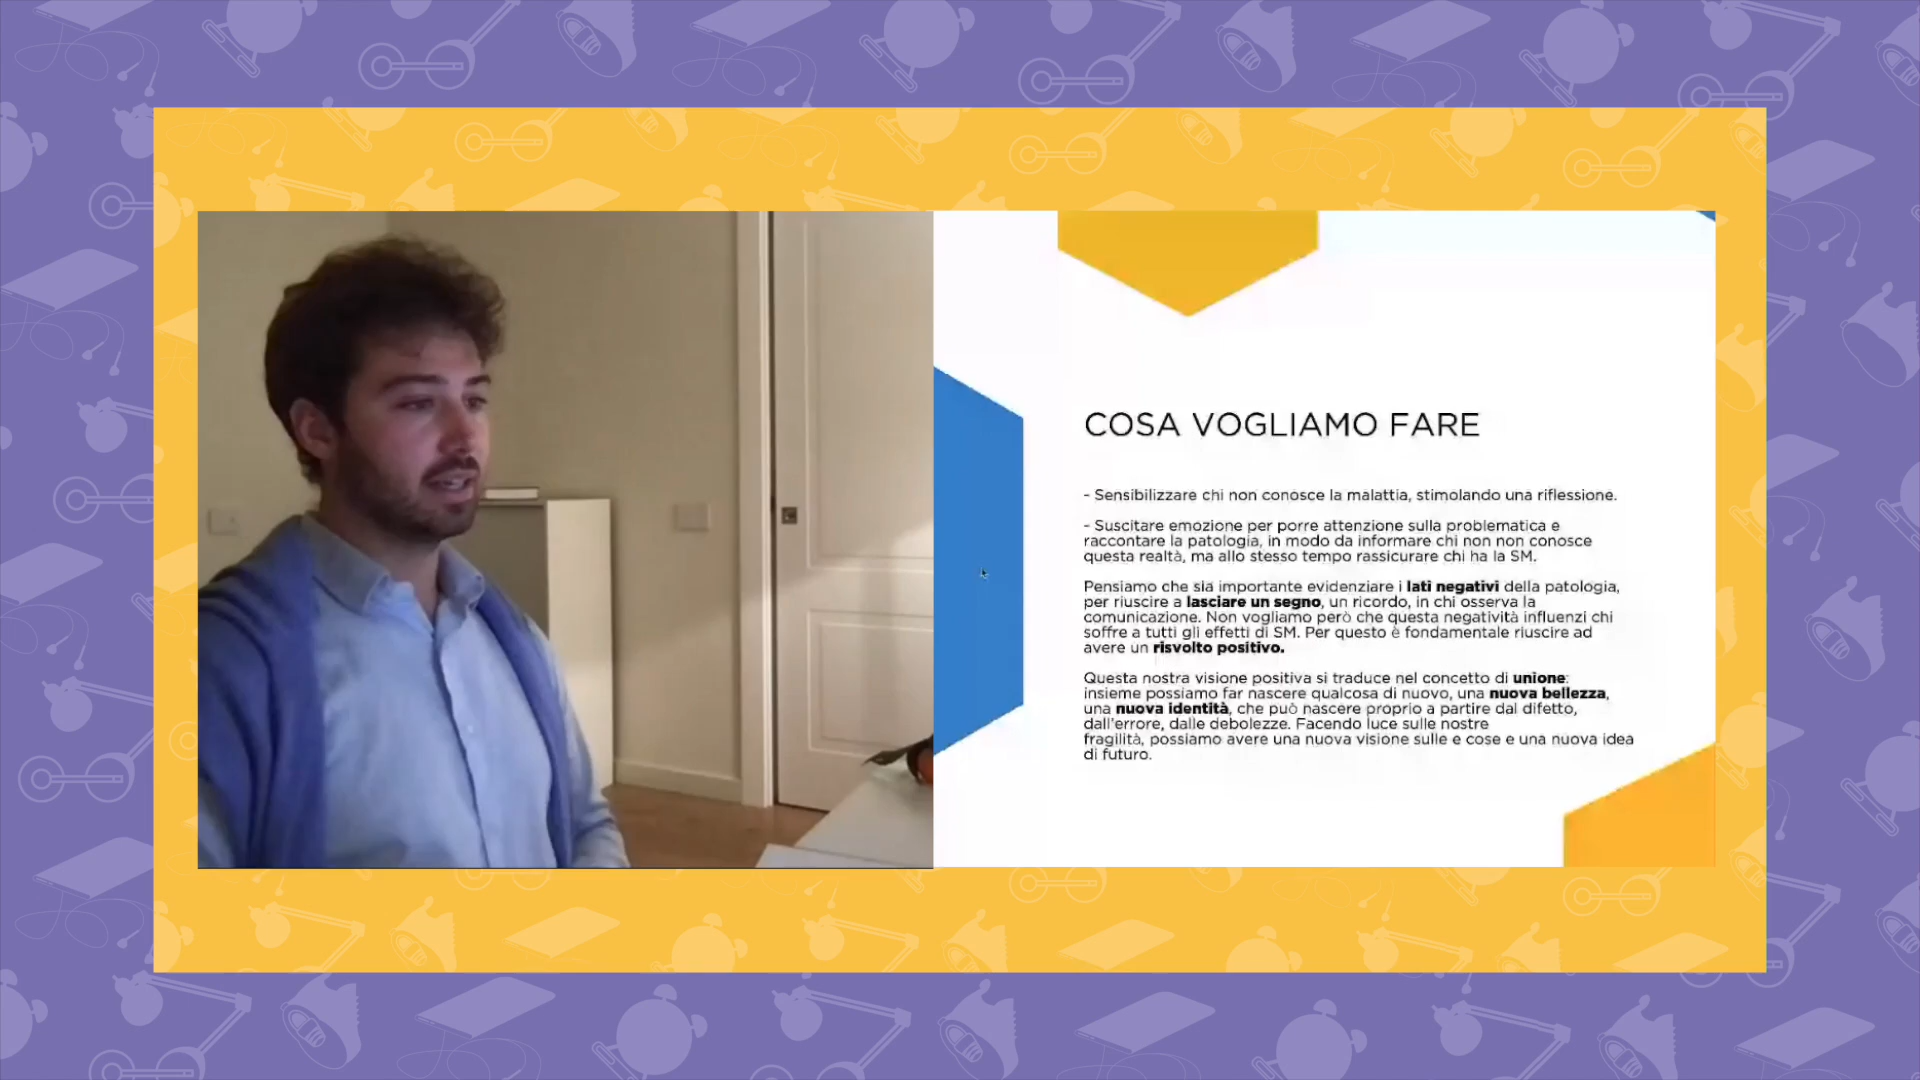 COSA VOGLIAMO FARE
- Sensibilizzare chi non conosce la malattia, stimolando una riflessione.
- Suscitare emozione per porre attenzione sulla problematica e
raccontare la patologia, in modo da informare chi non non conosce
questa realtà, ma allo stesso tempo rassicurare chi ha la SM.
Pensiamo che sia importante evidenziare i lati negativi della patologia,
per riuscire a lasciare un segno, un ricordo, in chi osserva la
comunicazione. Non vogliamo però che questa negatività influenzi chi
soffre a tutti gli effetti di SM. Per questo è fondamentale riuscire ad
avere un risvolto positivo.
Questa nostra visione positiva si traduce nel concetto di unione:
insieme possiamo far nascere qualcosa di nuovo, una nuova bellezza,
una nuova identità, che può nascere proprio a partire dal difetto,
dall'errore, dalle debolezze. Facendo luce sulle nostre
fragilità, possiamo avere una nuova visione sulle e cose e una nuova idea
di futuro.